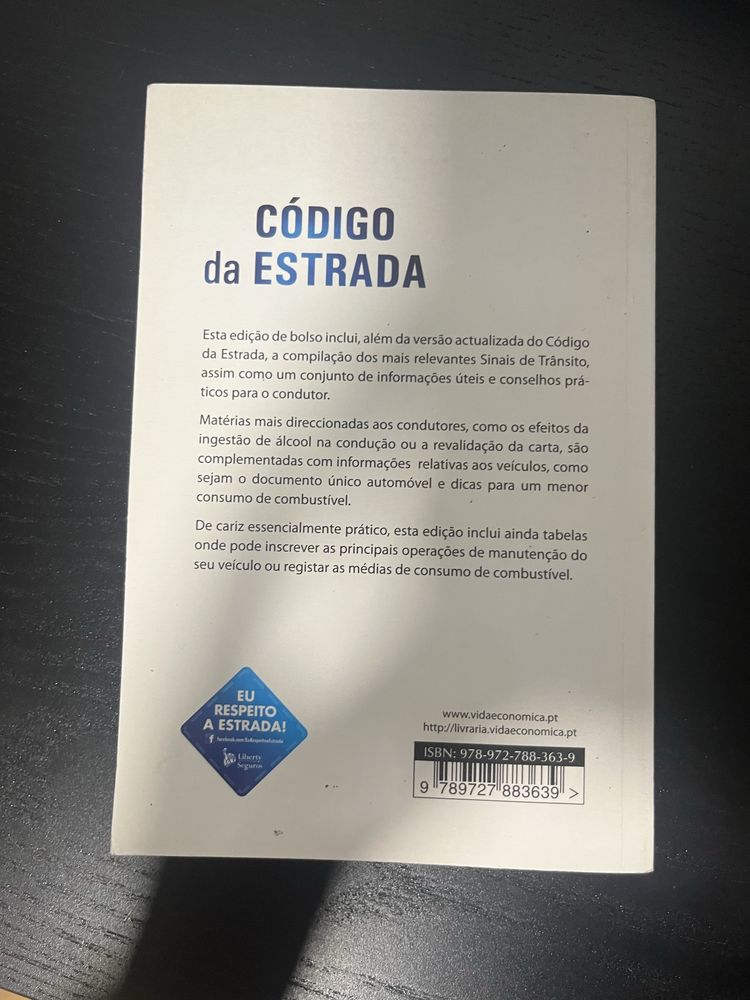 CÓDIGO
da ESTRADA
Esta edição de bolso inclui, além da versão actualizada do Código
da Estrada, a compilação dos mais relevantes Sinais de Trânsito,
assim como um conjunto de informações úteis e conselhos prá-
ticos para o condutor.
Matérias mais direccionadas aos condutores, como os efeitos da
ingestão de álcool na condução ou a revalidação da carta, são
complementadas com informações relativas aos veículos, como
sejam o documento único automóvel e dicas para um menor
consumo de combustível.
De cariz essencialmente prático, esta edição inclui ainda tabelas
onde pode inscrever as principais operações de manutenção do
seu veículo ou registar as médias de consumo de combustível.
EU
RESPEITO
A ESTRADA!
facebook.com/EuRespeitoaEstrada
Liberty
Seguros
www.vidaeconomica.pt
http://livraria.vidaeconomica.pt
ISBN: 978-972-788-363-9
9 789727 883639 >